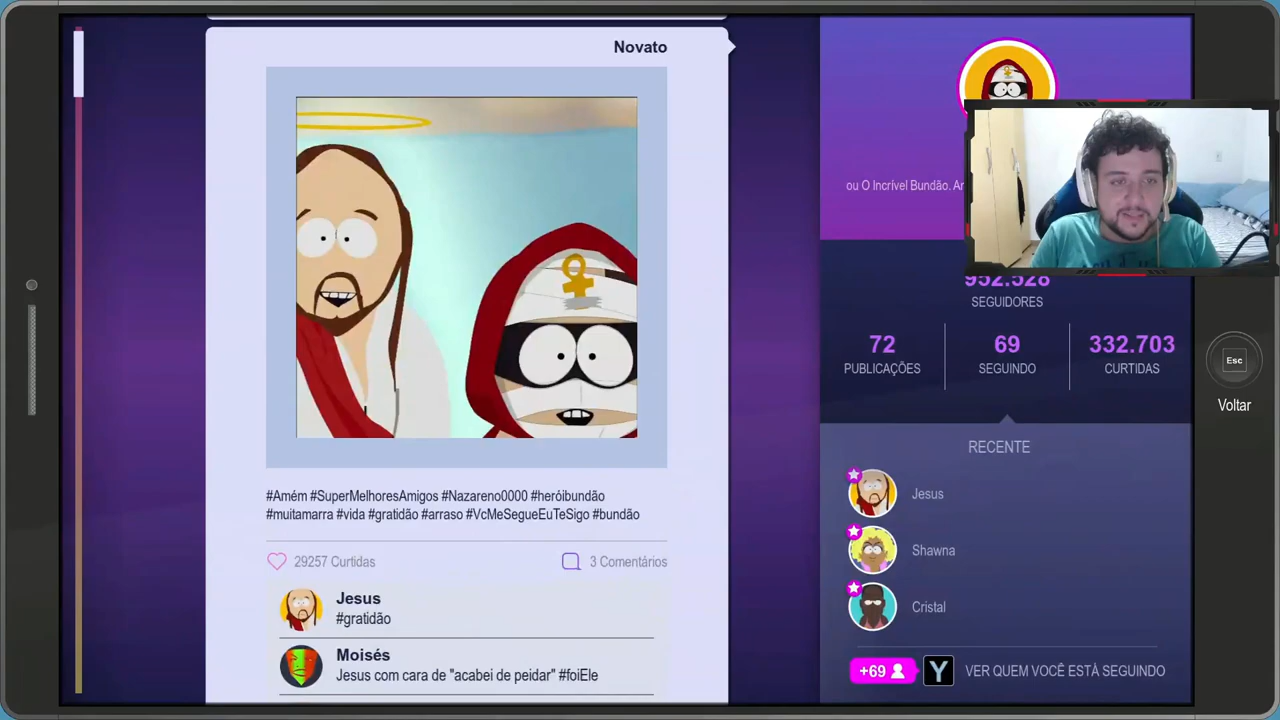 Novato
#Amém #SuperMelhoresAmigos #Nazareno0000 #heróibundão
#muitamarra #vida #gratidão #arraso #VcMeSegueEuTeSigo #bundão
29257 Curtidas
3 Comentários
Jesus
#gratidão
Moisés
Jesus com cara de "acabei de peidar" #foiEle
ou O Incrível Bundão. Ar
952.528
SEGUIDORES
72
PUBLICAÇÕES
69
SEGUINDO
332.703
CURTIDAS
RECENTE
Jesus
Shawna
Cristal
+69
Y
VER QUEM VOCÊ ESTÁ SEGUINDO
Esc
Voltar